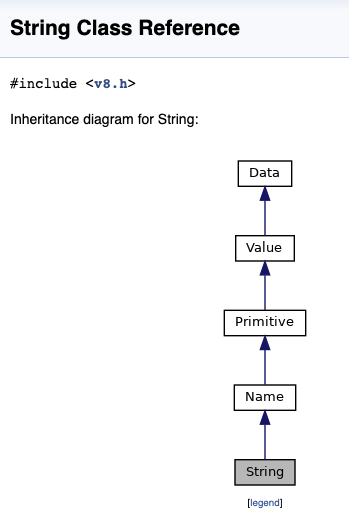 String Class Reference
#include <v8.h>
Inheritance diagram for String:
Data
Value
Primitive
Name
String
[legend]